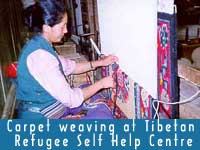 Carpet weaving at Tibetan
Refugee Self Help Centre